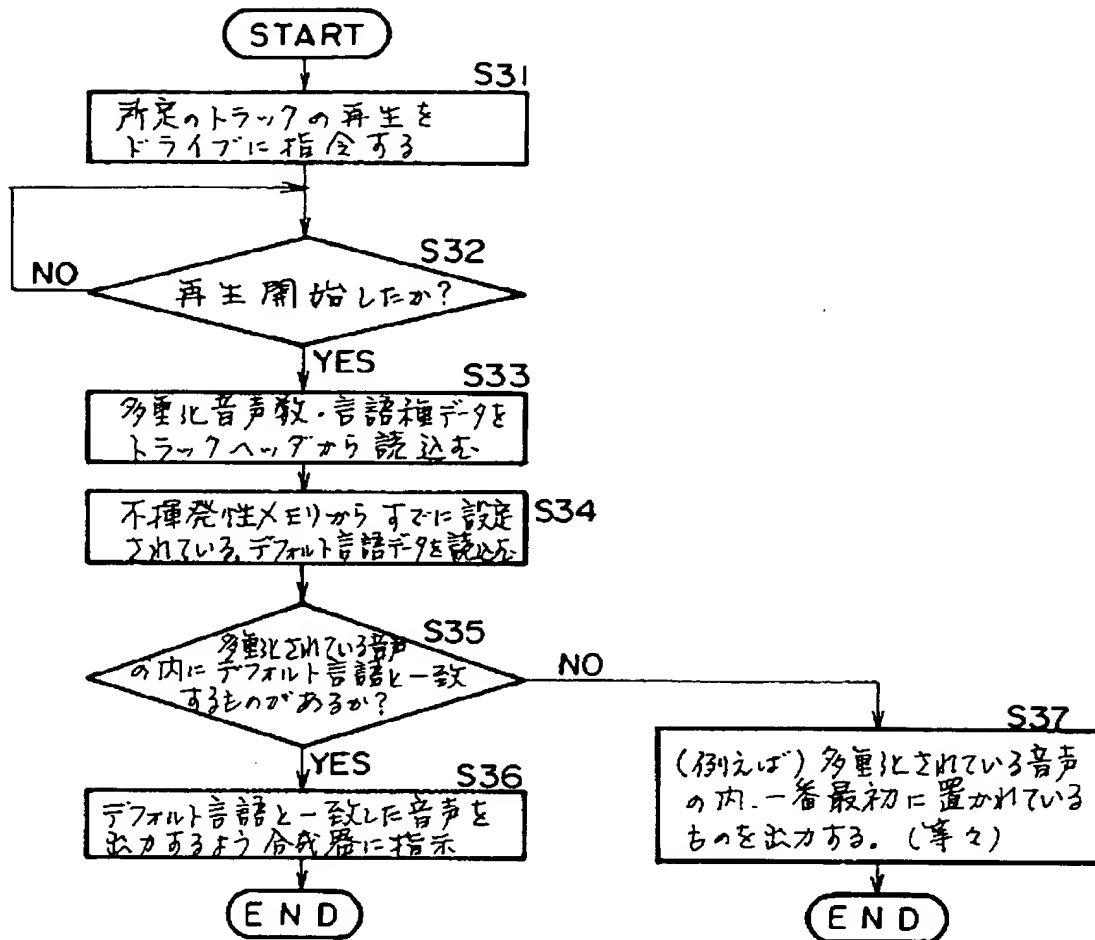 START
S31
所定のトラックの再生を
ドライブに指令する
S32
再生開始したか?
NO
YES
S33
多重化音声数・言語種データを
トラックヘッダから読込む
S34
不揮発性メモリからすでに設定
されている、デフォルト言語データを読込む
S35
多重化されている音声
の内にデフォルト言語と一致
するものがあるか?
NO
YES
S36
デフォルト言語と一致した音声を
出力するよう合成器に指示
END
S37
(例えば)多重化されている音声
の内、一番最初に置かれている
ものを出力する。(等々)
END